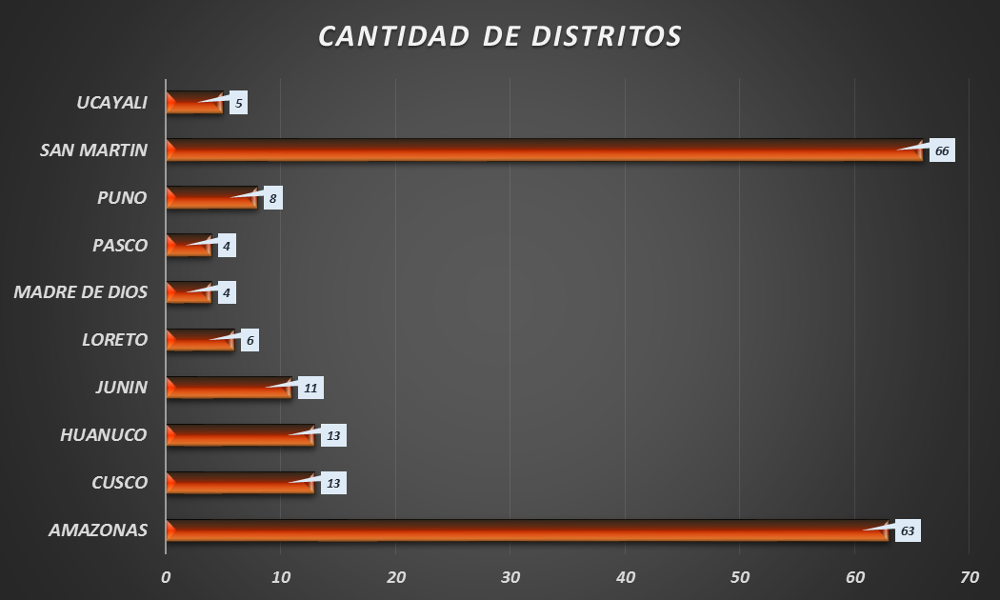 CANTIDAD DE DISTRITOS
UCAYALI 5
SAN MARTIN 66
PUNO 8
PASCO 4
MADRE DE DIOS 4
LORETO 6
JUNIN 11
HUANUCO 13
CUSCO 13
AMAZONAS 63
0 10 20 30 40 50 60 70